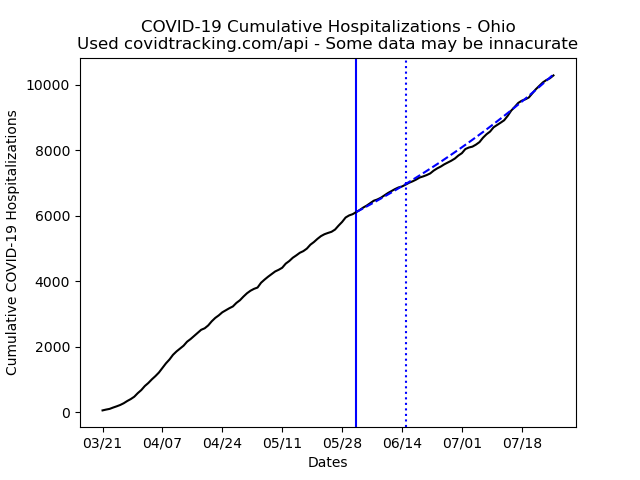 COVID-19 Cumulative Hospitalizations - Ohio
Used covidtracking.com/api - Some data may be innacurate
Cumulative COVID-19 Hospitalizations
10000
8000
6000
4000
2000
0
03/21 04/07 04/24 05/11 05/28 06/14 07/01 07/18
Dates